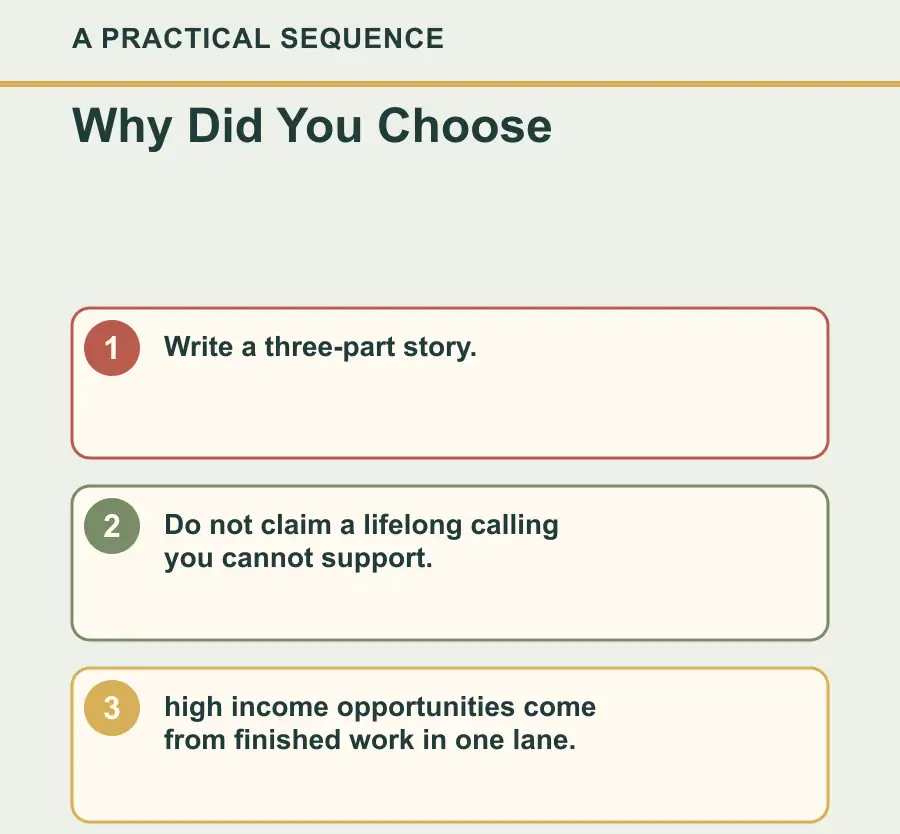 A PRACTICAL SEQUENCE
Why Did You Choose
1
Write a three-part story.
2
Do not claim a lifelong calling
you cannot support.
3
high income opportunities come
from finished work in one lane.